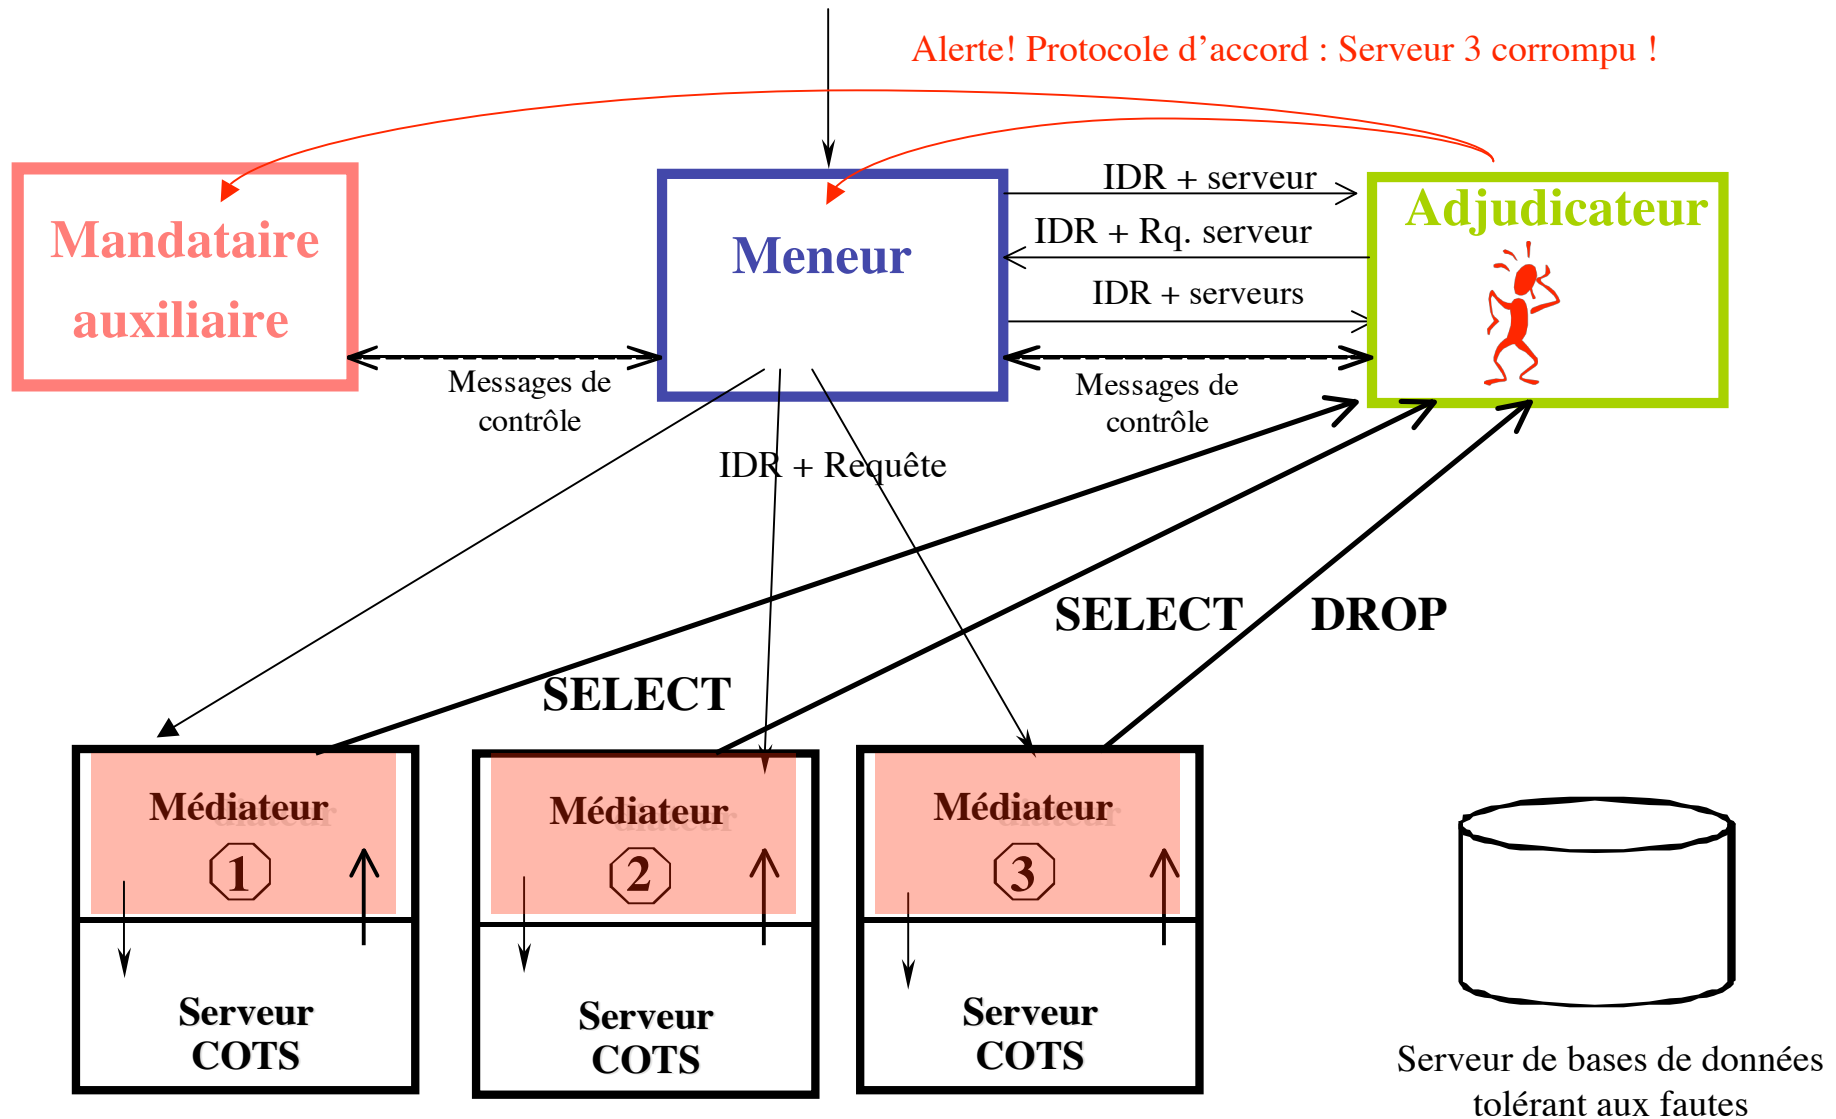 Alerte! Protocole d’accord : Serveur 3 corrompu !
IDR + serveur
Adjudicateur
Mandataire
auxiliaire
Meneur
IDR + Rq. serveur
IDR + serveurs
Messages de
contrôle
Messages de
contrôle
IDR + Requête
SELECT
DROP
SELECT
Médiateur
1
Médiateur
2
Médiateur
3
Serveur
COTS
Serveur
COTS
Serveur
COTS
Serveur de bases de données
tolérant aux fautes